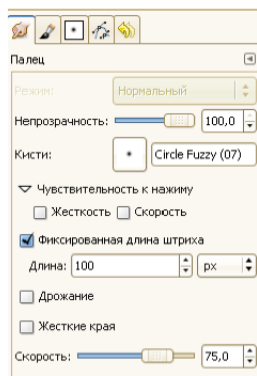 Палец
Режим: Нормальный
Непрозрачность: 100,0
Кисти: Circle Fuzzy (07)
Чувствительность к нажиму
Жесткость Скорость
Фиксированная длина штриха
Длина: 100 px
Дрожание
Жесткие края
Скорость: 75,0